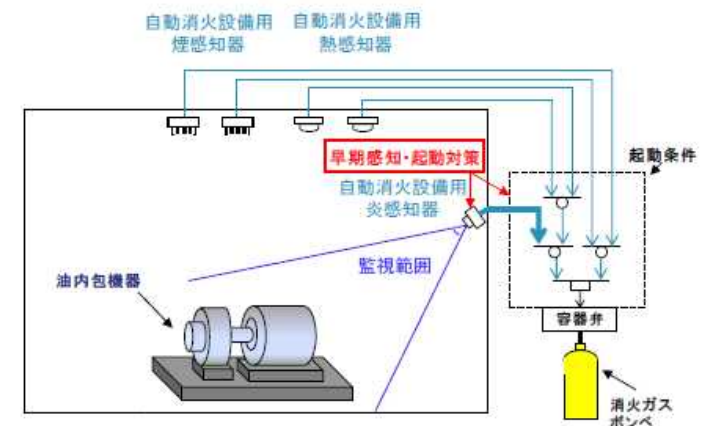 自動消火設備用
煙感知器
自動消火設備用
熱感知器
早期感知・起動対策
起動条件
自動消火設備用
炎感知器
監視範囲
油内包機器
容器弁
消火ガス
ボンベ